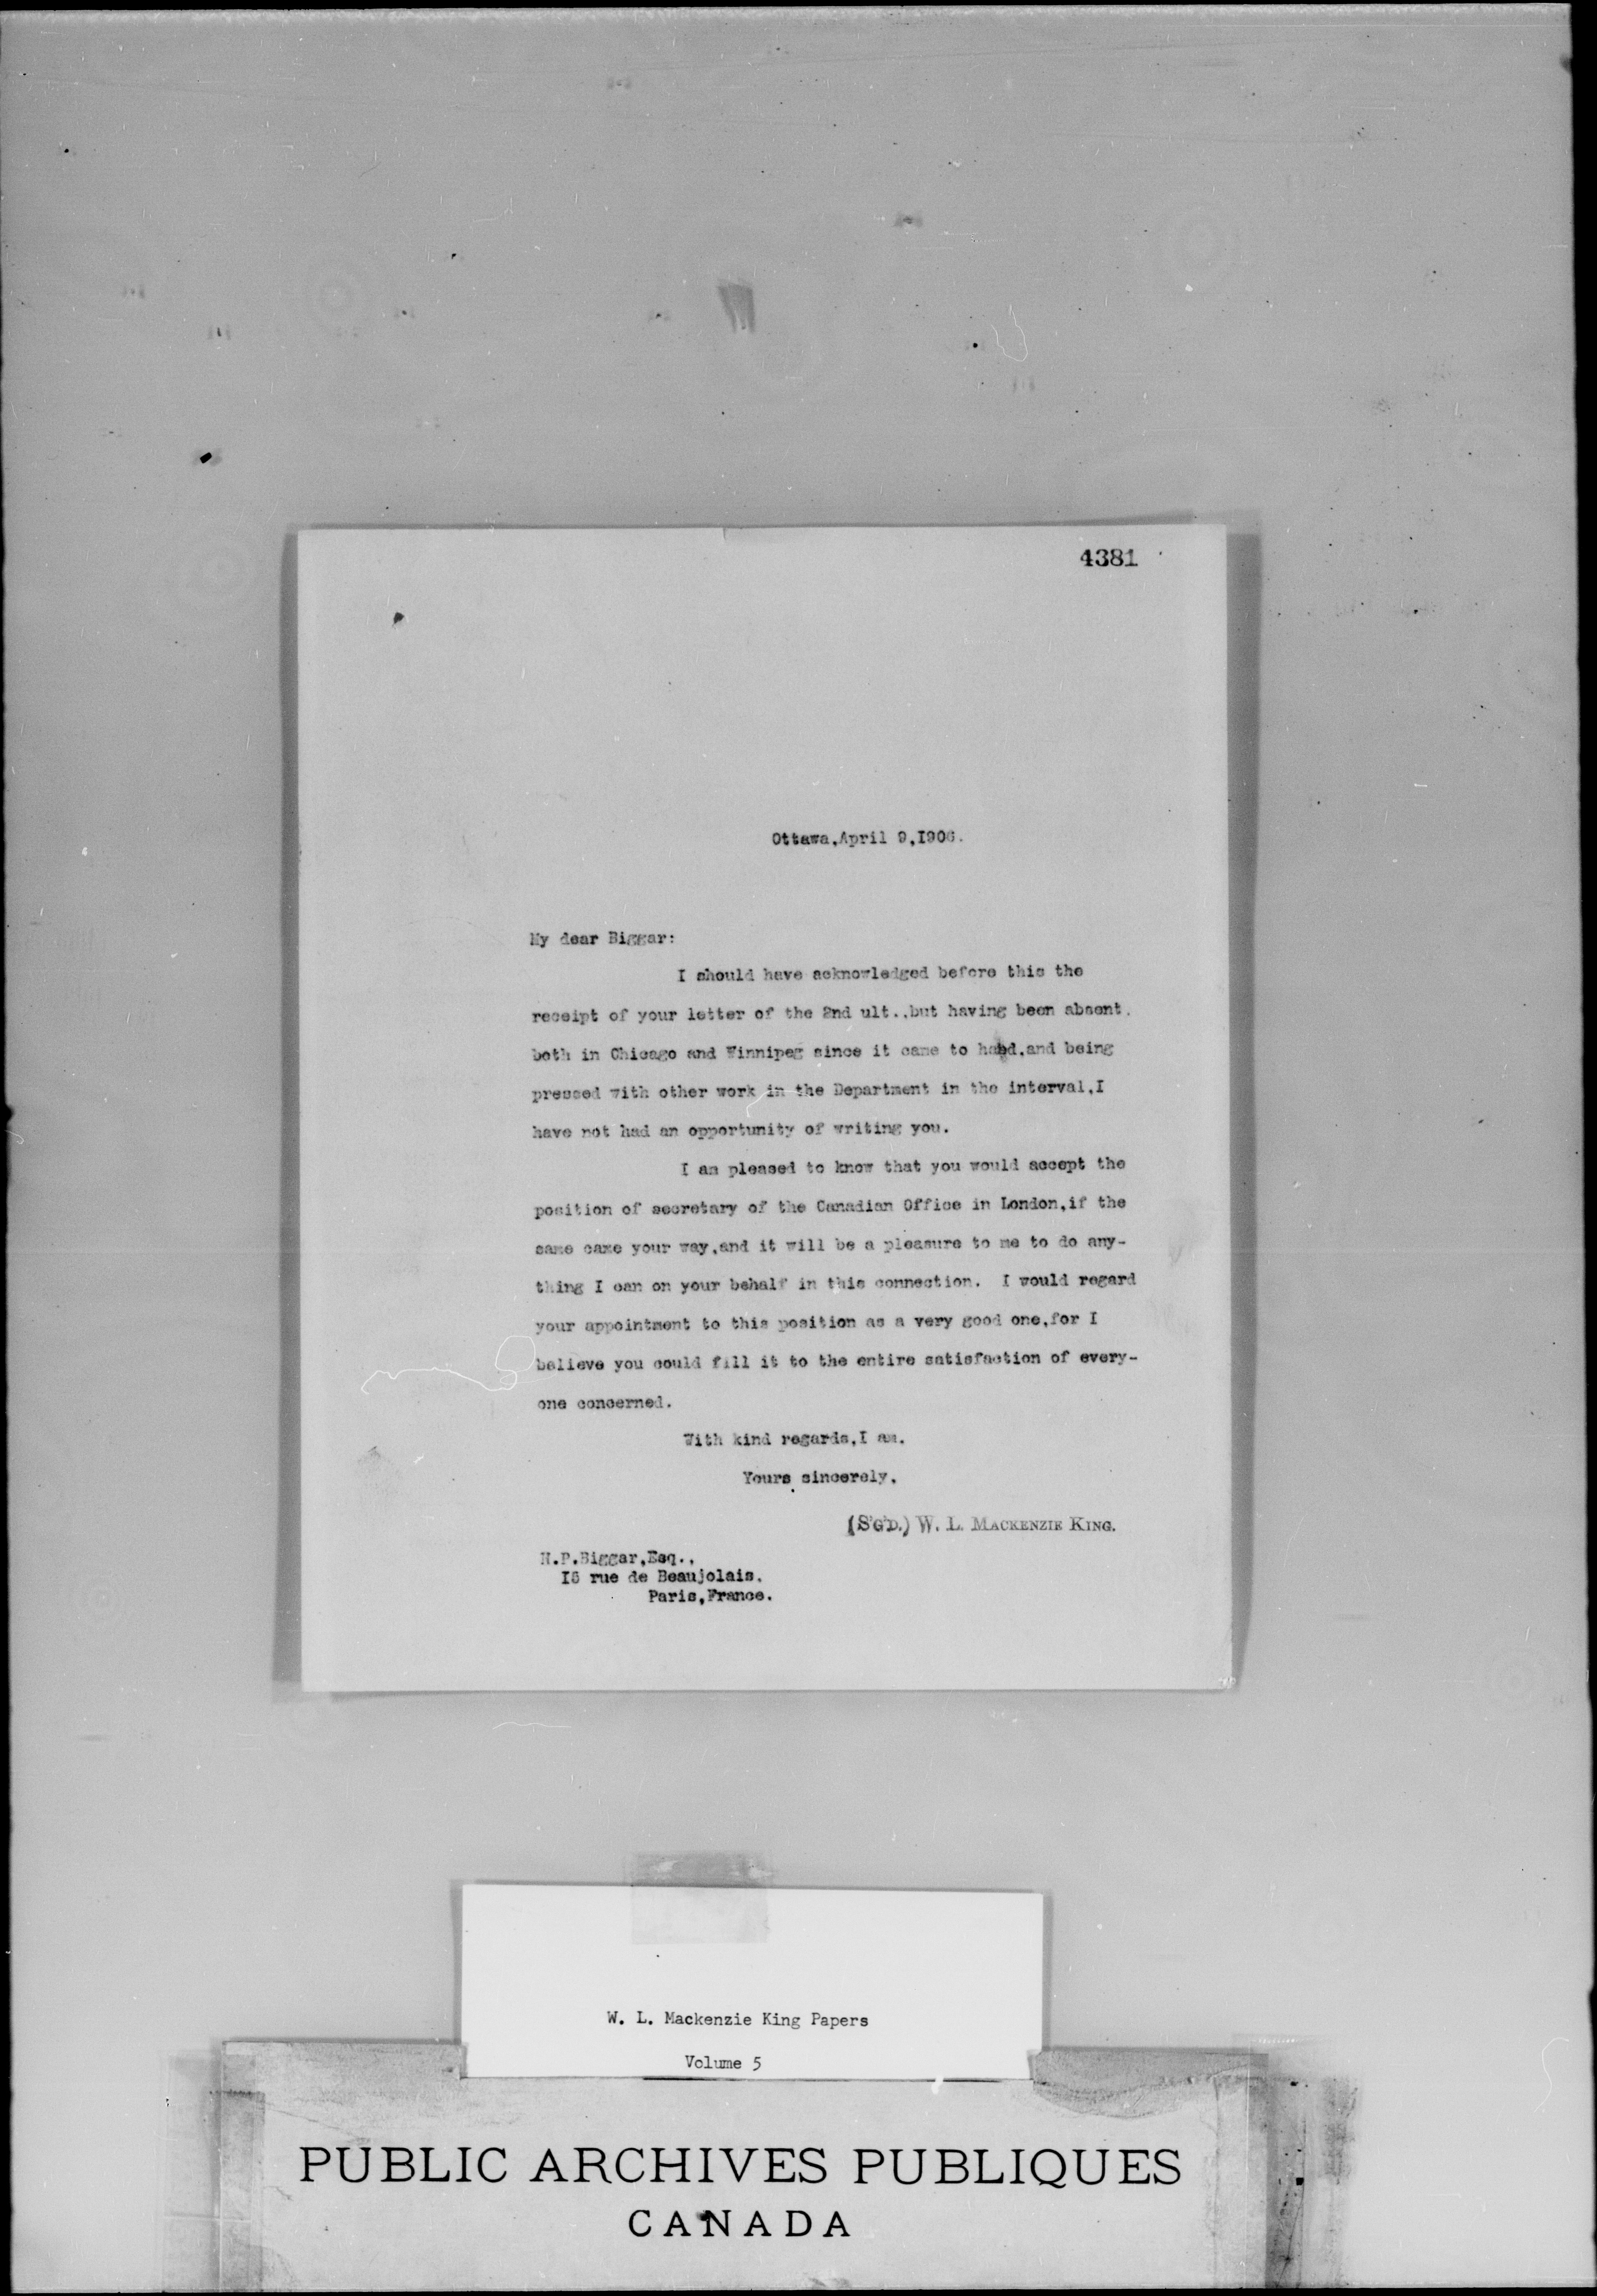 4381
Ottawa,April 9,I906.
My dear Biggar:
I should have acknowledged before this the
receipt of your letter of the 2nd ult.,but having been absent,
both in Chicago and Winnipeg since it came to hand,and being
pressed with other work in the Department in the interval,I
have not had an opportunity of writing you.
I am pleased to know that you would accept the
position of secretary of the Canadian Office in London,if the
same came your way,and it will be a pleasure to me to do any-
thing I can on your behalf in this connection. I would regard
your appointment to this position as a very good one,for I
believe you could fill it to the entire satisfaction of every-
one concerned.
With kind regards,I am,
Yours sincerely,
(S'G'D.) W. L. MACKENZIE KING.
H.P.Biggar,Esq.,
I5 rue de Beaujolais,
Paris,France.
W. L. Mackenzie King Papers
Volume 5
PUBLIC ARCHIVES PUBLIQUES
CANADA